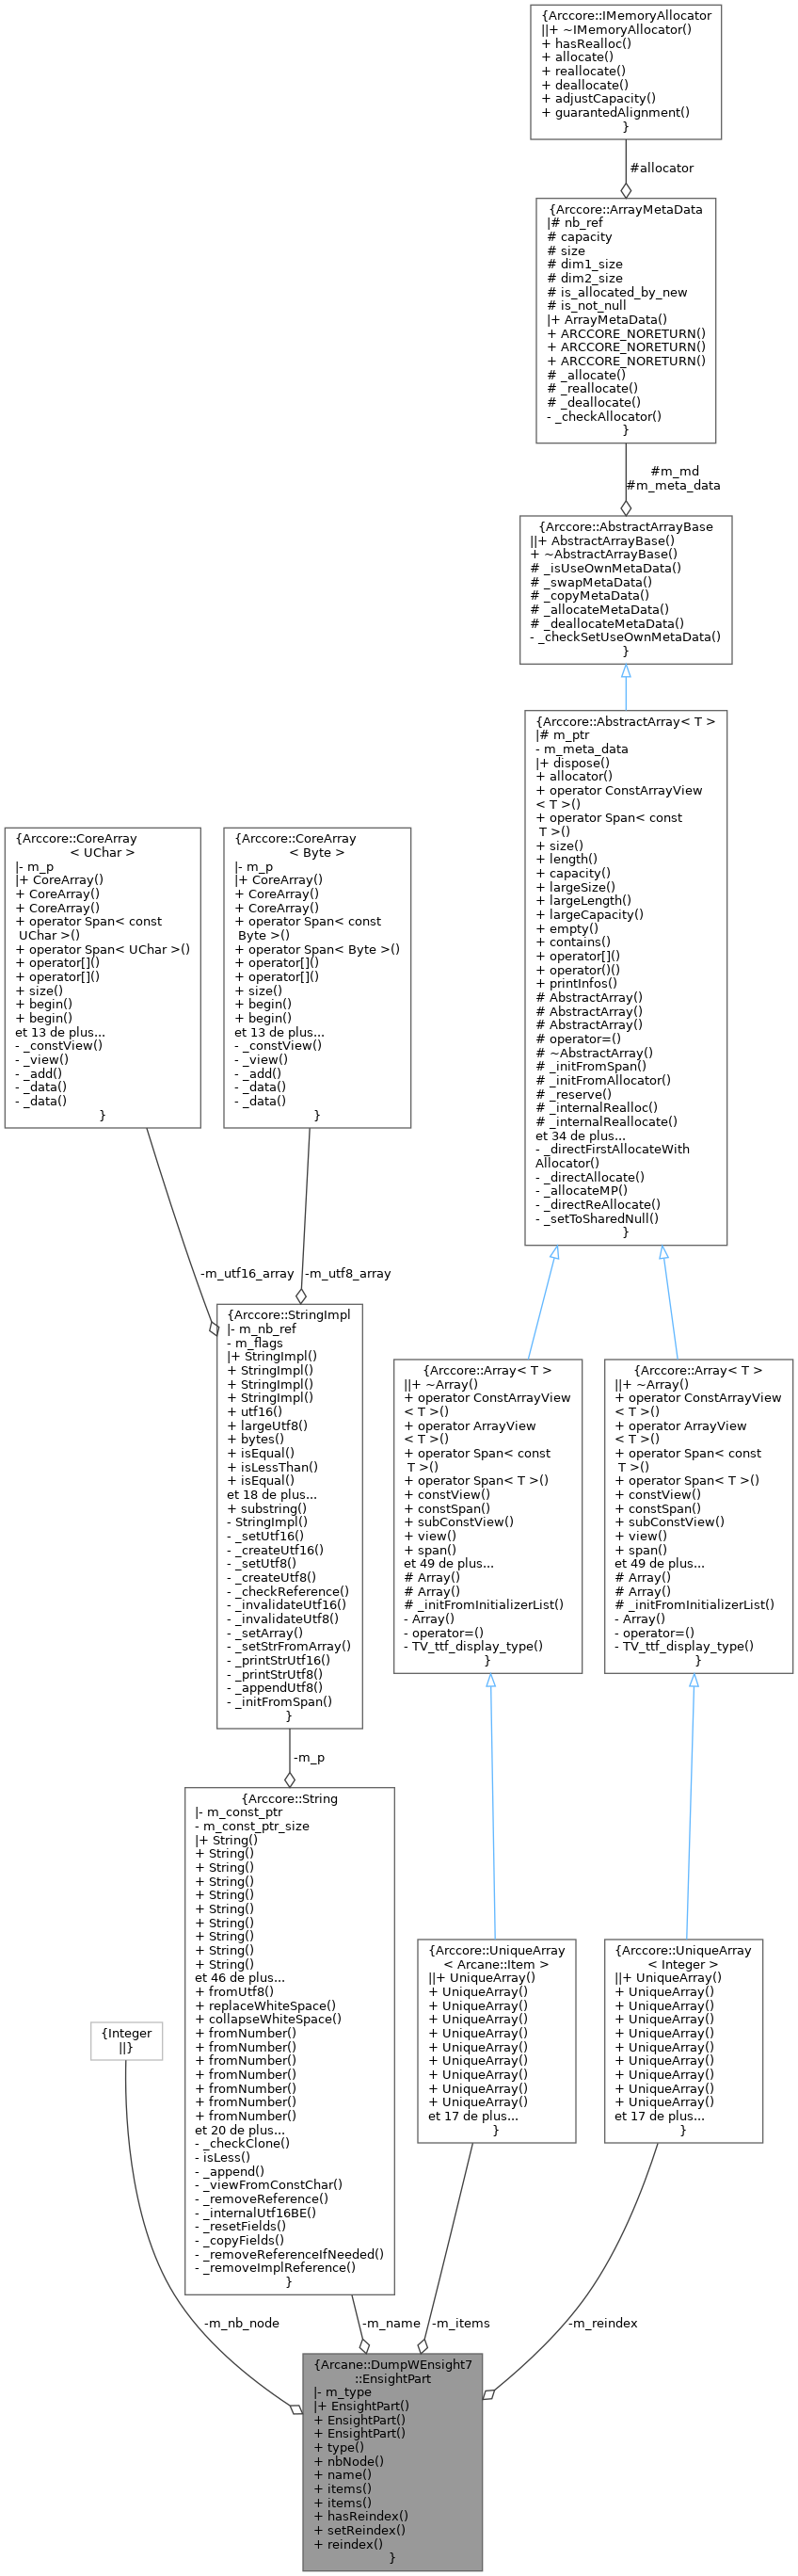 {Arccore::IMemoryAllocator
||+ ~IMemoryAllocator()
+ hasRealloc()
+ allocate()
+ reallocate()
+ deallocate()
+ adjustCapacity()
+ guarantedAlignment()
}
#allocator
{Arccore::ArrayMetaData
|# nb_ref
# capacity
# size
# dim1_size
# dim2_size
# is_allocated_by_new
# is_not_null
|+ ArrayMetaData()
+ ARCCORE_NORETURN()
+ ARCCORE_NORETURN()
+ ARCCORE_NORETURN()
# _allocate()
# _reallocate()
# _deallocate()
- _checkAllocator()
}
#m_md
#m_meta_data
{Arccore::AbstractArrayBase
||+ AbstractArrayBase()
+ ~AbstractArrayBase()
# _isUseOwnMetaData()
# _swapMetaData()
# _copyMetaData()
# _allocateMetaData()
# _deallocateMetaData()
- _checkSetUseOwnMetaData()
}
{Arccore::AbstractArray< T >
|# m_ptr
- m_meta_data
|+ dispose()
+ allocator()
+ operator ConstArrayView
< T >()
+ operator Span< const
T >()
+ size()
+ length()
+ capacity()
+ largeSize()
+ largeLength()
+ largeCapacity()
+ empty()
+ contains()
+ operator[]()
+ operator()()
+ printInfos()
# AbstractArray()
# AbstractArray()
# AbstractArray()
# operator=()
# ~AbstractArray()
# _initFromSpan()
# _initFromAllocator()
# _reserve()
# _internalRealloc()
# _internalReallocate()
et 34 de plus...
- _directFirstAllocateWith
Allocator()
- _directAllocate()
- _allocateMP()
- _directReAllocate()
- _setToSharedNull()
}
{Arccore::CoreArray
< UChar >
|- m_p
|+ CoreArray()
+ CoreArray()
+ CoreArray()
+ operator Span< const
UChar >()
+ operator Span< UChar >()
+ operator[]()
+ operator[]()
+ size()
+ begin()
+ begin()
et 13 de plus...
- _constView()
- _view()
- _add()
- _data()
- _data()
}
{Arccore::CoreArray
< Byte >
|- m_p
|+ CoreArray()
+ CoreArray()
+ CoreArray()
+ operator Span< const
Byte >()
+ operator Span< Byte >()
+ operator[]()
+ operator[]()
+ size()
+ begin()
+ begin()
et 13 de plus...
- _constView()
- _view()
- _add()
- _data()
- _data()
}
-m_utf16_array
-m_utf8_array
{Arccore::StringImpl
|- m_nb_ref
- m_flags
|+ StringImpl()
+ StringImpl()
+ StringImpl()
+ StringImpl()
+ utf16()
+ largeUtf8()
+ bytes()
+ isEqual()
+ isLessThan()
+ isEqual()
et 18 de plus...
+ substring()
- StringImpl()
- _setUtf16()
- _createUtf16()
- _setUtf8()
- _createUtf8()
- _checkReference()
- _invalidateUtf16()
- _invalidateUtf8()
- _setArray()
- _setStrFromArray()
- _printStrUtf16()
- _printStrUtf8()
- _appendUtf8()
- _initFromSpan()
}
{Arccore::Array< T >
||+ ~Array()
+ operator ConstArrayView
< T >()
+ operator ArrayView
< T >()
+ operator Span< const
T >()
+ operator Span< T >()
+ constView()
+ constSpan()
+ subConstView()
+ view()
+ span()
et 49 de plus...
# Array()
# Array()
# _initFromInitializerList()
- Array()
- operator=()
- TV_ttf_display_type()
}
{Arccore::Array< T >
||+ ~Array()
+ operator ConstArrayView
< T >()
+ operator ArrayView
< T >()
+ operator Span< const
T >()
+ operator Span< T >()
+ constView()
+ constSpan()
+ subConstView()
+ view()
+ span()
et 49 de plus...
# Array()
# Array()
# _initFromInitializerList()
- Array()
- operator=()
- TV_ttf_display_type()
}
-m_p
{Arccore::String
|- m_const_ptr
- m_const_ptr_size
|+ String()
+ String()
+ String()
+ String()
+ String()
+ String()
+ String()
+ String()
+ String()
+ String()
et 46 de plus...
+ fromUtf8()
+ replaceWhiteSpace()
+ collapseWhiteSpace()
+ fromNumber()
+ fromNumber()
+ fromNumber()
+ fromNumber()
+ fromNumber()
+ fromNumber()
+ fromNumber()
et 20 de plus...
- _checkClone()
- isLess()
- _append()
- _viewFromConstChar()
- _removeReference()
- _internalUtf16BE()
- _resetFields()
- _copyFields()
- _removeReferenceIfNeeded()
- _removeImplReference()
}
{Arccore::UniqueArray
< Arcane::Item >
||+ UniqueArray()
+ UniqueArray()
+ UniqueArray()
+ UniqueArray()
+ UniqueArray()
+ UniqueArray()
+ UniqueArray()
+ UniqueArray()
+ UniqueArray()
+ UniqueArray()
et 17 de plus...
}
{Arccore::UniqueArray
< Integer >
||+ UniqueArray()
+ UniqueArray()
+ UniqueArray()
+ UniqueArray()
+ UniqueArray()
+ UniqueArray()
+ UniqueArray()
+ UniqueArray()
+ UniqueArray()
+ UniqueArray()
et 17 de plus...
}
{Integer
||}
-m_nb_node
-m_name
-m_items
-m_reindex
{Arcane::DumpWEnsight7
::EnsightPart
|- m_type
|+ EnsightPart()
+ EnsightPart()
+ EnsightPart()
+ type()
+ nbNode()
+ name()
+ items()
+ items()
+ hasReindex()
+ setReindex()
+ reindex()
}